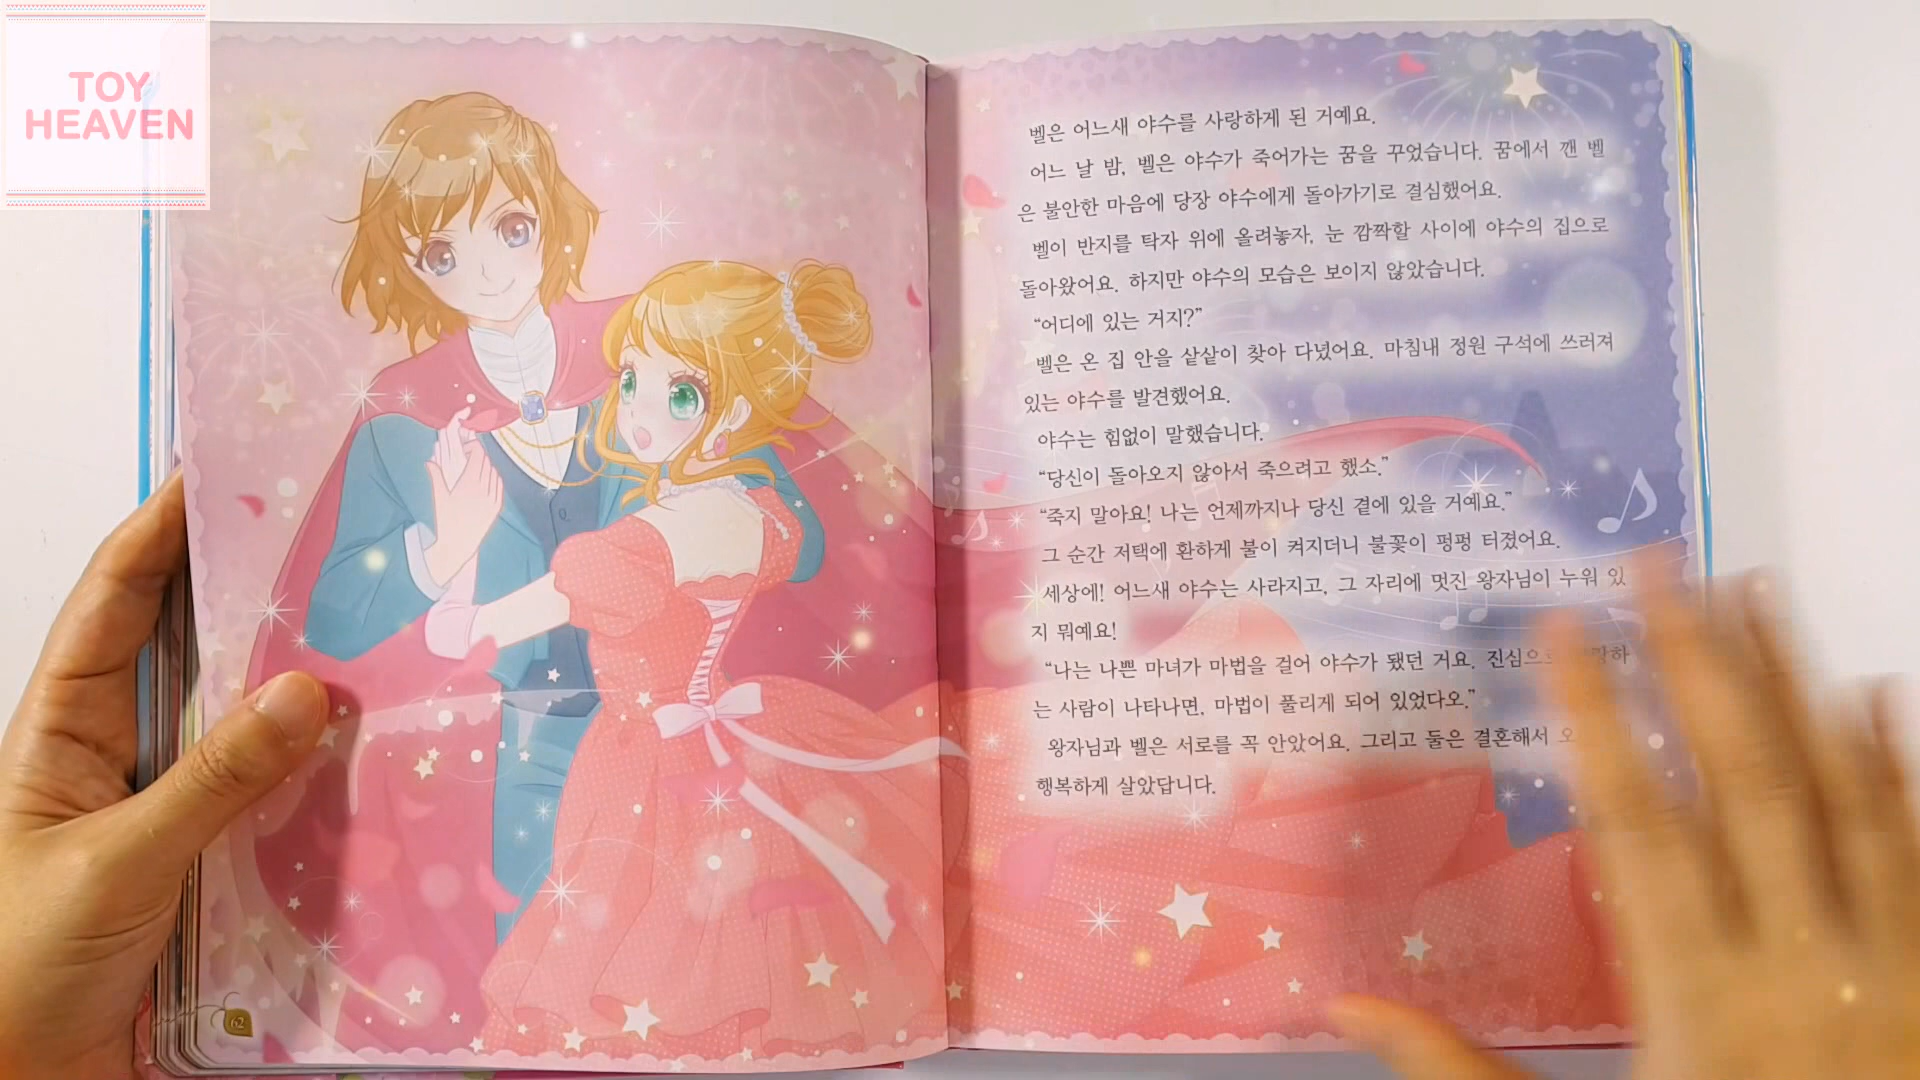 TOY
HEAVEN
벨은 어느새 야수를 사랑하게 된 거예요.
어느 날 밤, 벨은 야수가 죽어가는 꿈을 꾸었습니다. 꿈에서 깬 벨
은 불안한 마음에 당장 야수에게 돌아가기로 결심했어요.
벨이 반지를 탁자 위에 올려놓자, 눈 깜짝할 사이에 야수의 집으로
돌아왔어요. 하지만 야수의 모습은 보이지 않았습니다.
“어디에 있는 거지?”
벨은 온 집 안을 샅샅이 찾아 다녔어요. 마침내 정원 구석에 쓰러져
있는 야수를 발견했어요.
야수는 힘없이 말했습니다.
“당신이 돌아오지 않아서 죽으려고 했소.”
“죽지 말아요! 나는 언제까지나 당신 곁에 있을 거예요.”
그 순간 저택에 환하게 불이 켜지더니 불꽃이 펑펑 터졌어요.
세상에! 어느새 야수는 사라지고, 그 자리에 멋진 왕자님이 누워 있
지 뭐예요!
“나는 나쁜 마녀가 마법을 걸어 야수가 됐던 거요.
는 사람이 나타나면, 마법이 풀리게 되어 있었다오.”
왕자님과 벨은 서로를 꼭 안았어요. 그리고 둘은 결혼해서
행복하게 살았답니다.
62